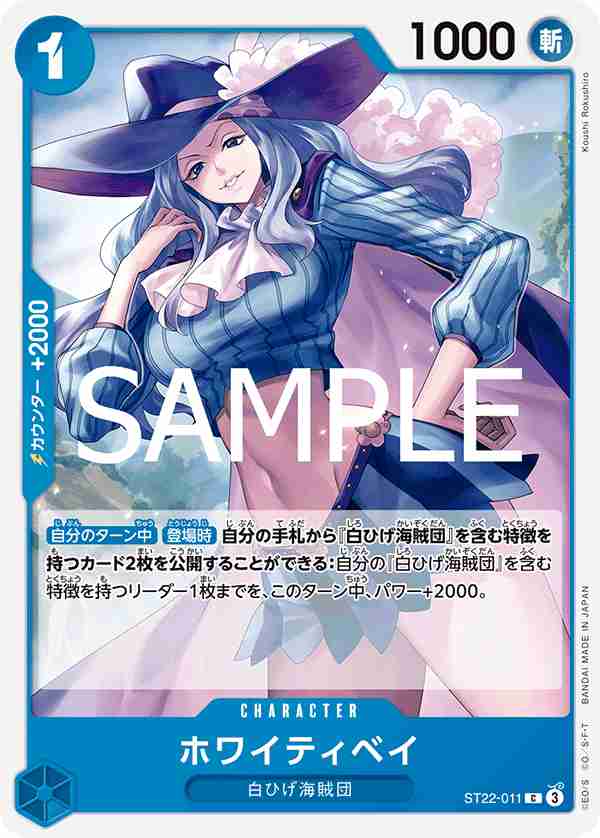 1
1000
斬
Koushi Rokushiro
カウンター +2000
SAMPLE
自分のターン中 登場時 自分の手札から『白ひげ海賊団』を含む特徴を
持つカード2枚を公開することができる:自分の『白ひげ海賊団』を含む
特徴を持つリーダー1枚までを、このターン中、パワー+2000。
CHARACTER
ホワイティベイ
白ひげ海賊団
ST22-011 C 3
©E.O/S ©O/S・F・T BANDAI MADE IN JAPAN